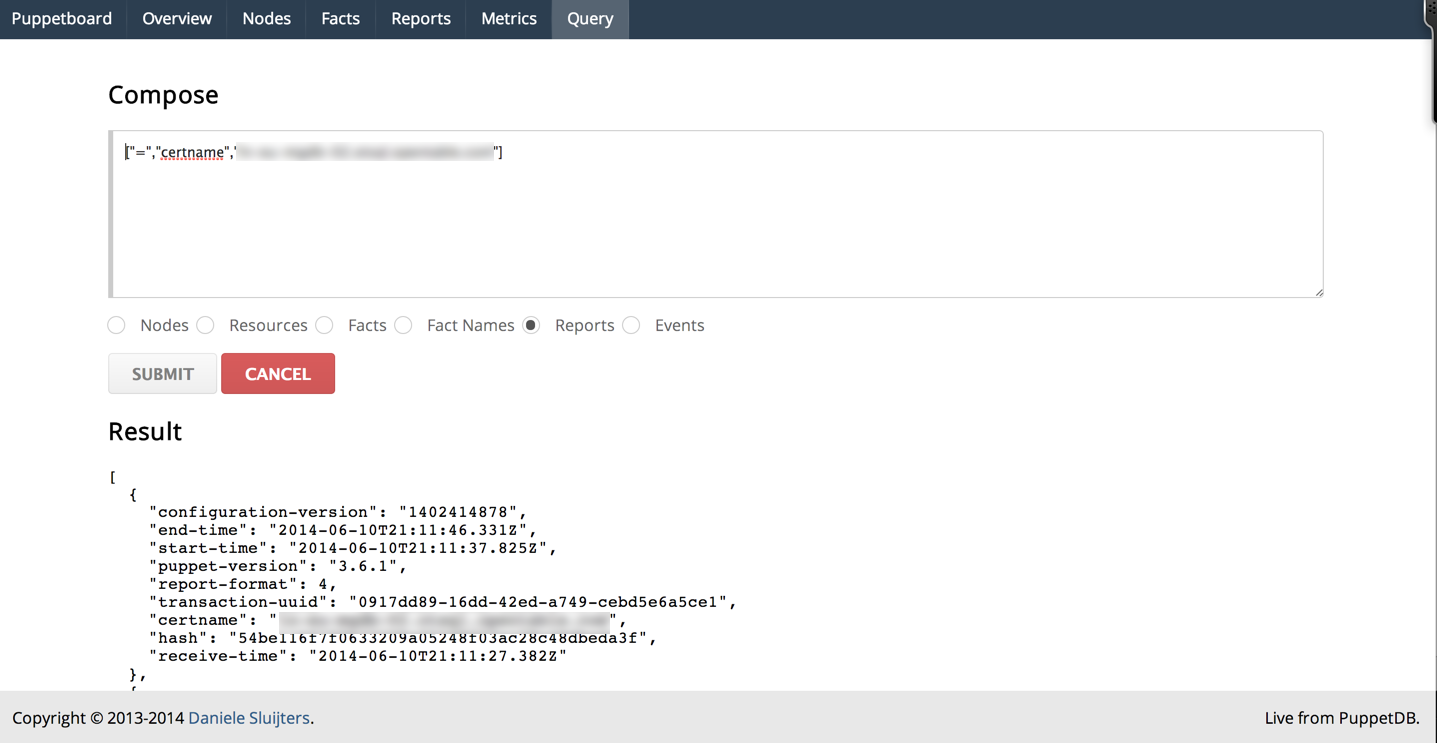 Puppetboard Overview Nodes Facts Reports Metrics Query
Compose
["=","certname",""]
Nodes Resources Facts Fact Names Reports Events
SUBMIT CANCEL
Result
[
{
"configuration-version": "1402414878",
"end-time": "2014-06-10T21:11:46.331Z",
"start-time": "2014-06-10T21:11:37.825Z",
"puppet-version": "3.6.1",
"report-format": 4,
"transaction-uuid": "0917dd89-16dd-42ed-a749-cebd5e6a5ce1",
"certname": "",
"hash": "54be116f7f0633209a05248f03ac28c48dbeda3f",
"receive-time": "2014-06-10T21:11:27.382Z"
},
{
Copyright © 2013-2014 Daniele Sluijters. Live from PuppetDB.